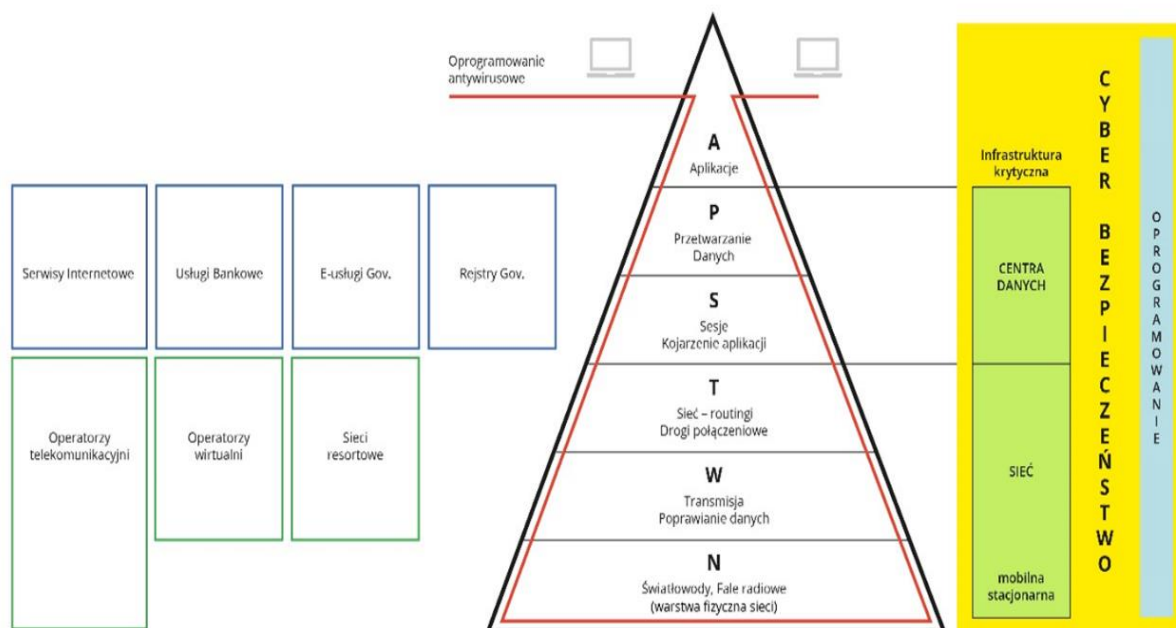 Oprogramowanie
antywirusowe
Serwisy Internetowe
Usługi Bankowe
E-usługi Gov.
Rejstry Gov.
Operatorzy
telekomunikacyjni
Operatorzy
wirtualni
Sieci
resortowe
A
Aplikacje
P
Przetwarzanie
Danych
S
Sesje
Kojarzenie aplikacji
T
Sieć – routingi
Drogi połączeniowe
W
Transmisja
Poprawianie danych
N
Światłowody, Fale radiowe
(warstwa fizyczna sieci)
Infrastruktura
krytyczna
CENTRA
DANYCH
SIEĆ
mobilna
stacjonarna
CYBER BEZPIECZEŃSTWO
OPROGRAMOWANIE